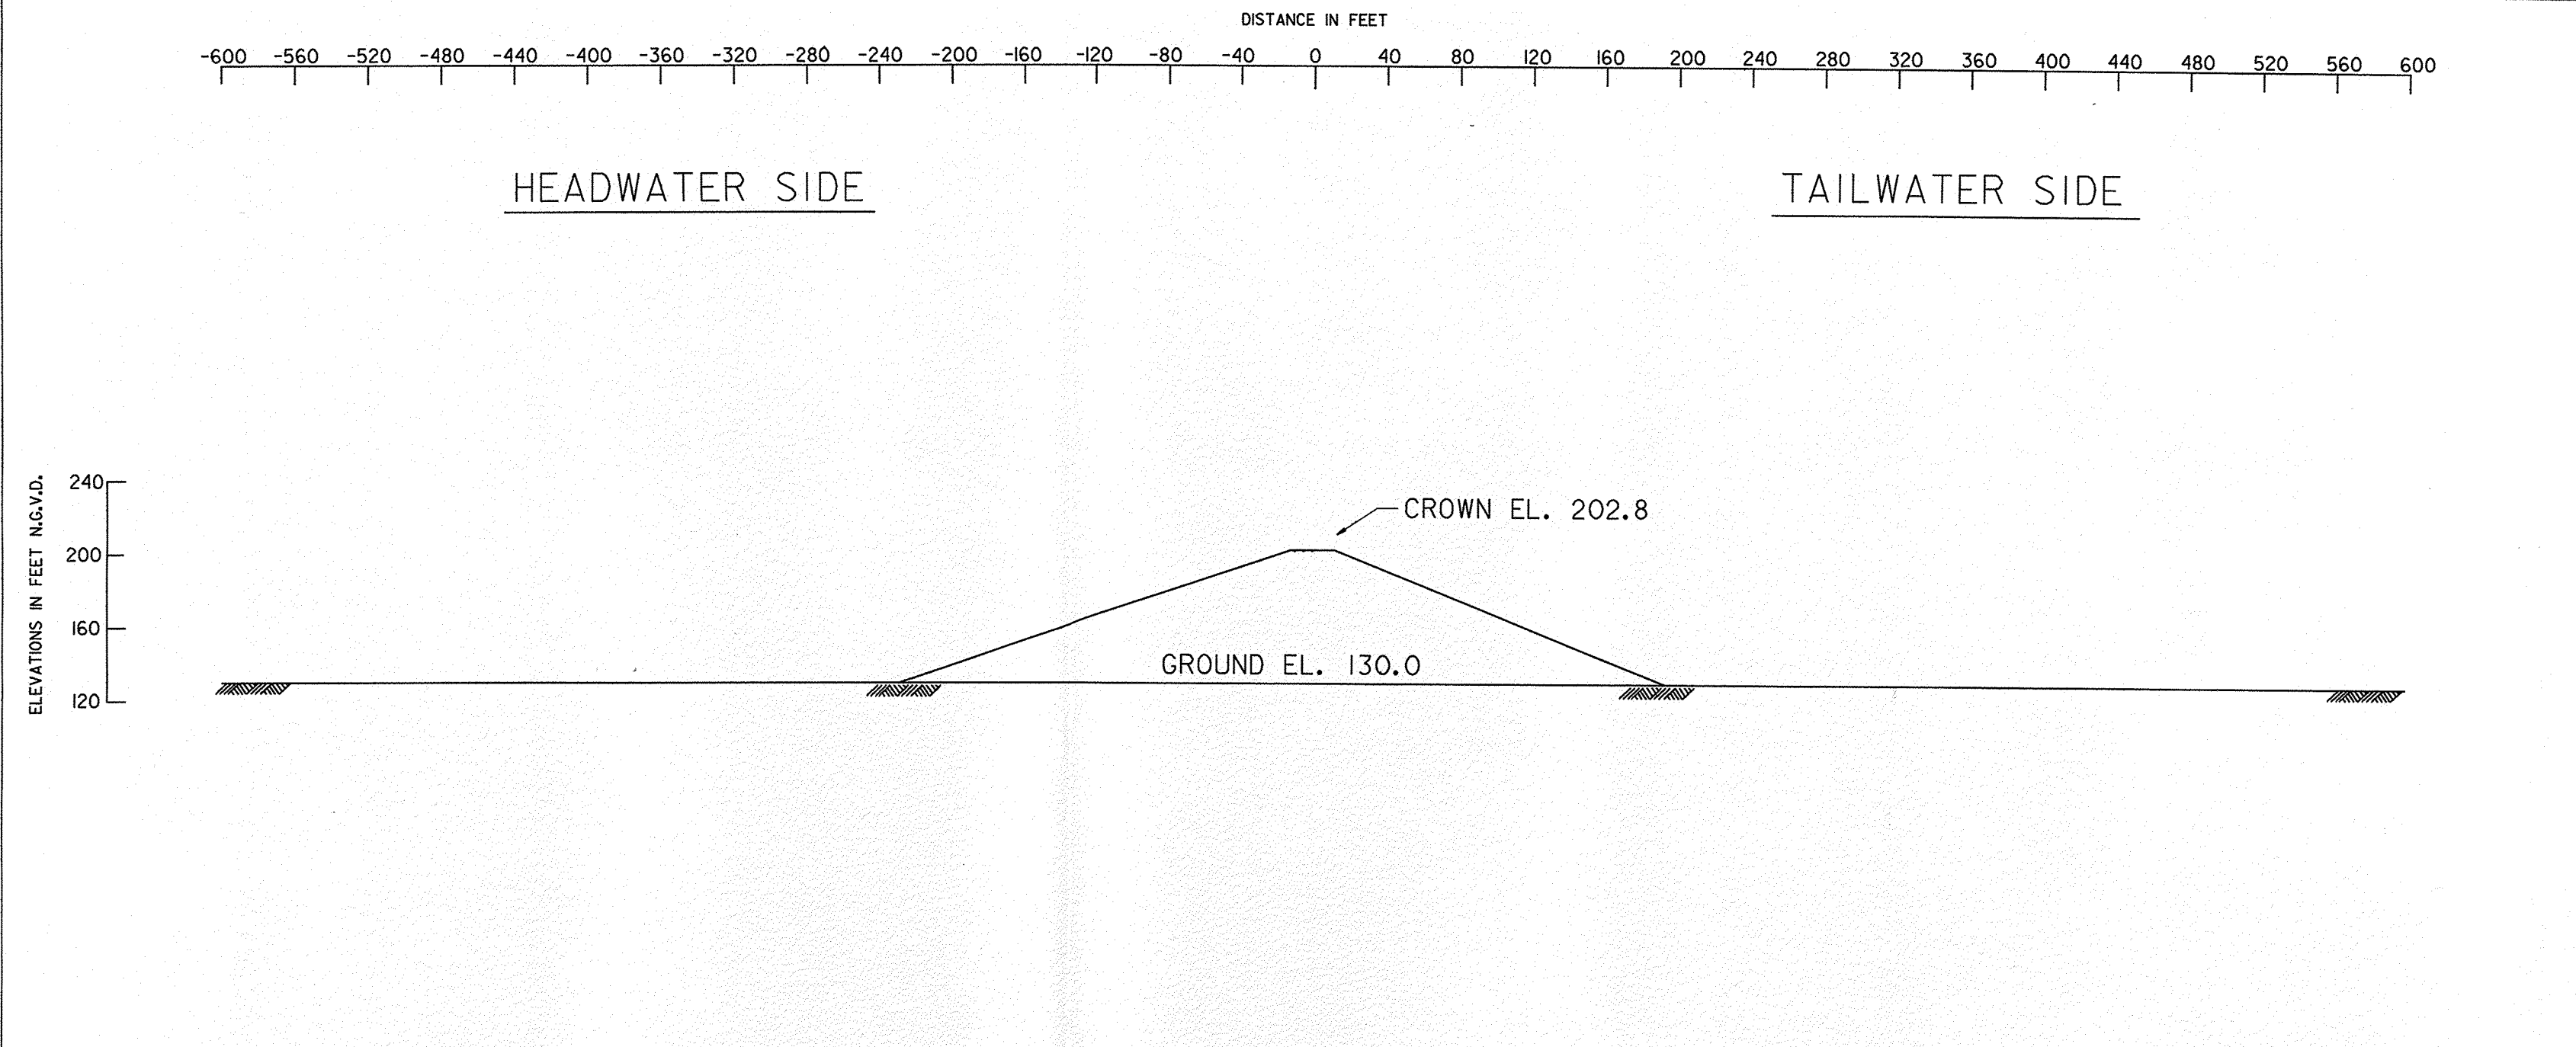 DISTANCE IN FEET
-600 -560 -520 -480 -440 -400 -360 -320 -280 -240 -200 -160 -120 -80 -40 0 40 80 120 160 200 240 280 320 360 400 440 480 520 560 600
HEADWATER SIDE
TAILWATER SIDE
ELEVATIONS IN FEET N.G.V.D.
240
200
160
120
CROWN EL. 202.8
GROUND EL. 130.0